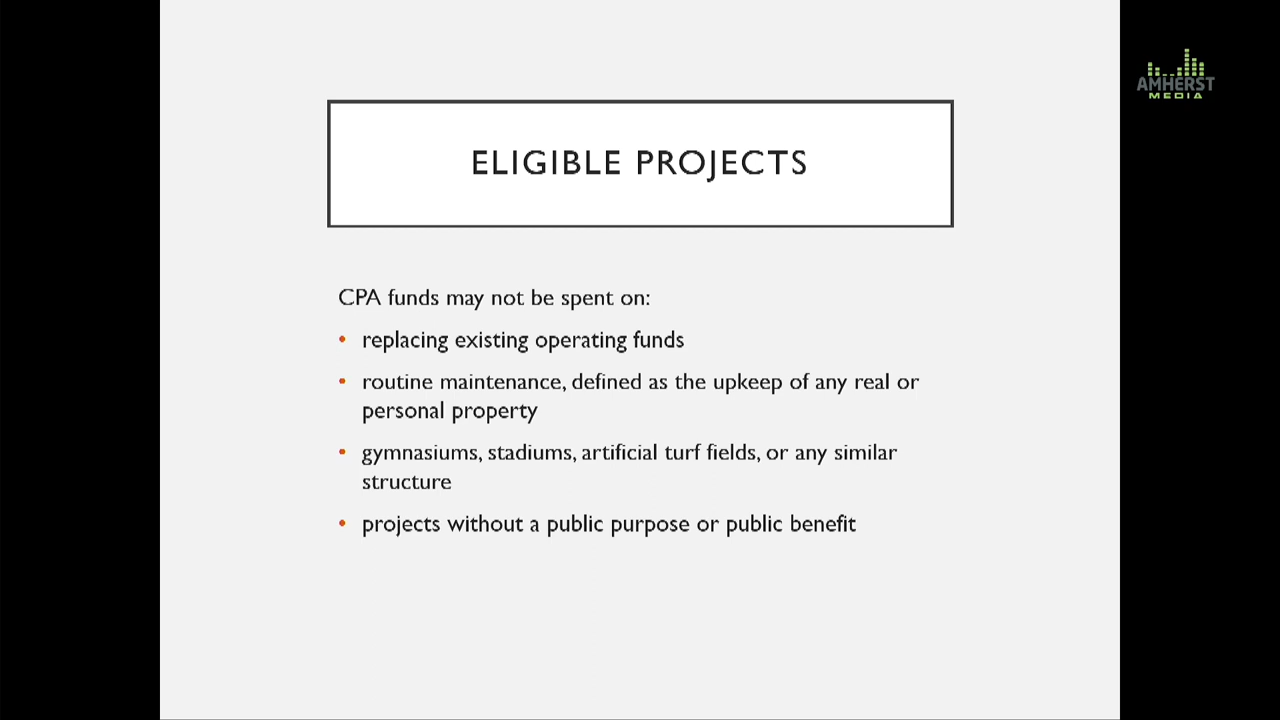 AMHERST
MEDIA
ELIGIBLE PROJECTS
CPA funds may not be spent on:
• replacing existing operating funds
• routine maintenance, defined as the upkeep of any real or
personal property
• gymnasiums, stadiums, artificial turf fields, or any similar
structure
• projects without a public purpose or public benefit